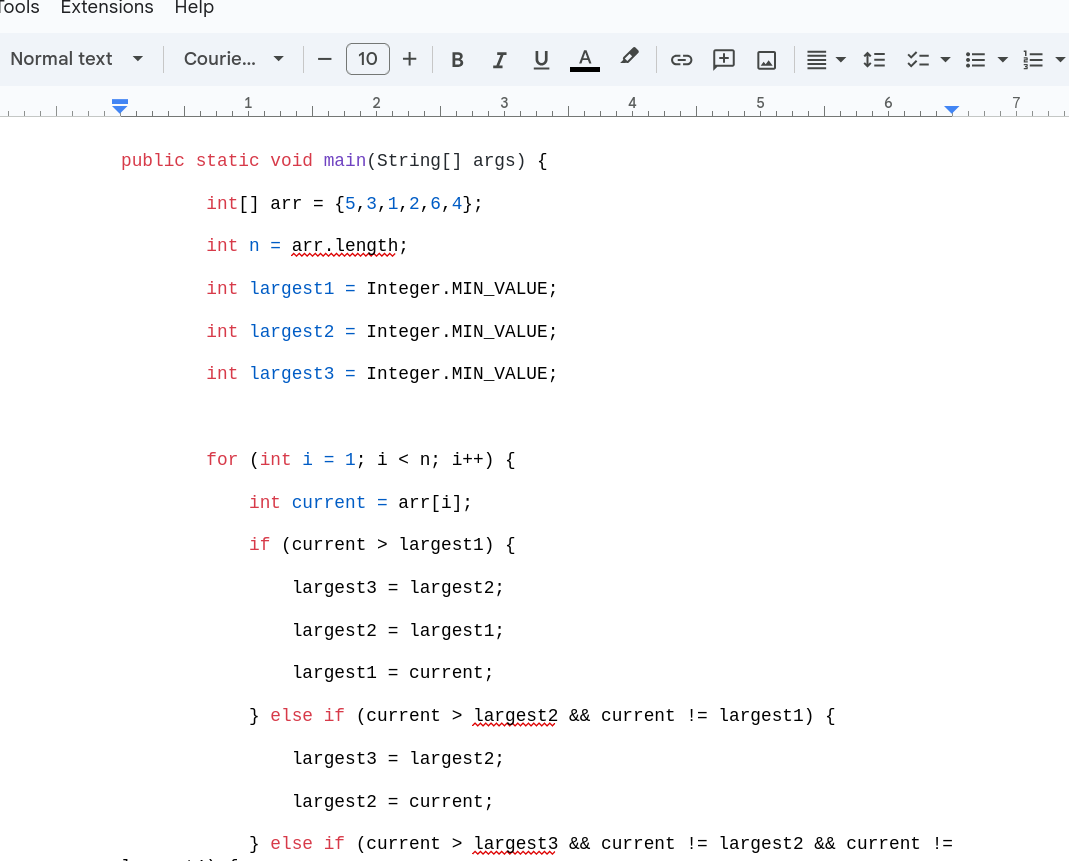 Tools Extensions Help
Normal text Courie... − 10 + B I U A
1 2 3 4 5 6 7
public static void main(String[] args) {
int[] arr = {5,3,1,2,6,4};
int n = arr.length;
int largest1 = Integer.MIN_VALUE;
int largest2 = Integer.MIN_VALUE;
int largest3 = Integer.MIN_VALUE;
for (int i = 1; i < n; i++) {
int current = arr[i];
if (current > largest1) {
largest3 = largest2;
largest2 = largest1;
largest1 = current;
} else if (current > largest2 && current != largest1) {
largest3 = largest2;
largest2 = current;
} else if (current > largest3 && current != largest2 && current !=